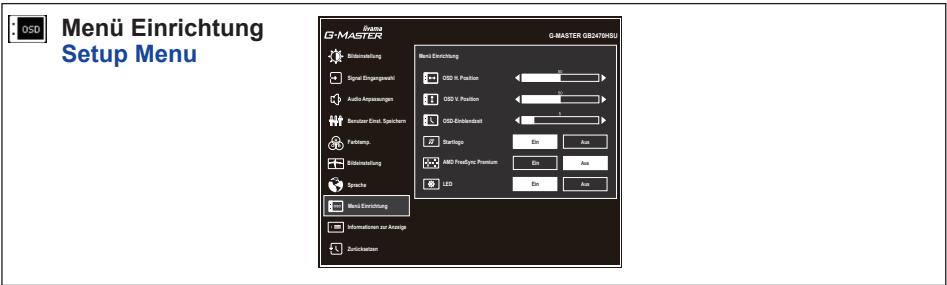 OSD
Menü Einrichtung
Setup Menu
iiyama
G-MASTER
G-MASTER GB2470HSU
Bildeinstellung
Signal Eingangswahl
Audio Anpassungen
Benutzer Einst. Speichern
Farbtemp.
Bildeinstellung
Sprache
OSD
Menü Einrichtung
Informationen zur Anzeige
Zurücksetzen
Menü Einrichtung
OSD H. Position
50
OSD V. Position
50
OSD-Einblendzeit
5
Startlogo
Ein
Aus
AMD FreeSync Premium
Ein
Aus
LED
Ein
Aus